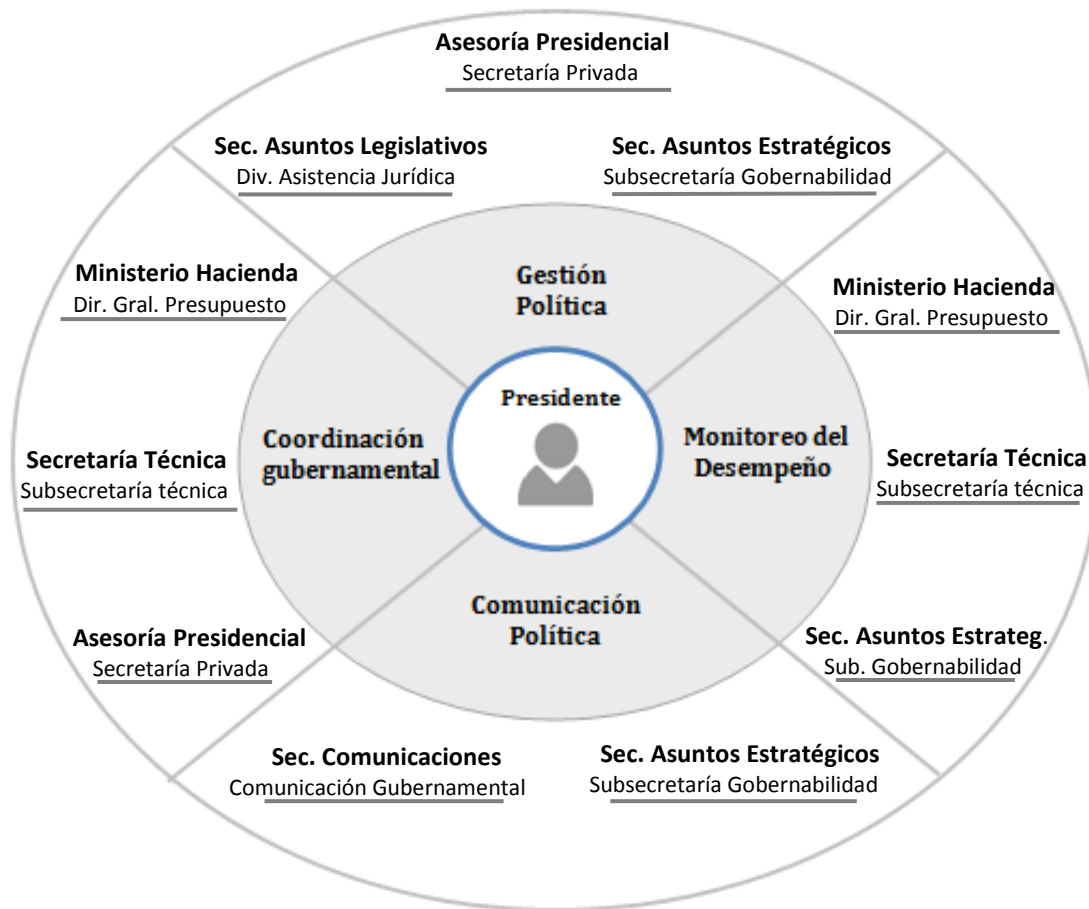 Asesoría Presidencial
Secretaría Privada
Sec. Asuntos Legislativos
Div. Asistencia Jurídica
Sec. Asuntos Estratégicos
Subsecretaría Gobernabilidad
Ministerio Hacienda
Dir. Gral. Presupuesto
Gestión
Política
Ministerio Hacienda
Dir. Gral. Presupuesto
Presidente
Coordinación
gubernamental
Monitoreo del
Desempeño
Secretaría Técnica
Subsecretaría técnica
Secretaría Técnica
Subsecretaría técnica
Comunicación
Política
Asesoría Presidencial
Secretaría Privada
Sec. Asuntos Estrateg.
Sub. Gobernabilidad
Sec. Comunicaciones
Comunicación Gubernamental
Sec. Asuntos Estratégicos
Subsecretaría Gobernabilidad